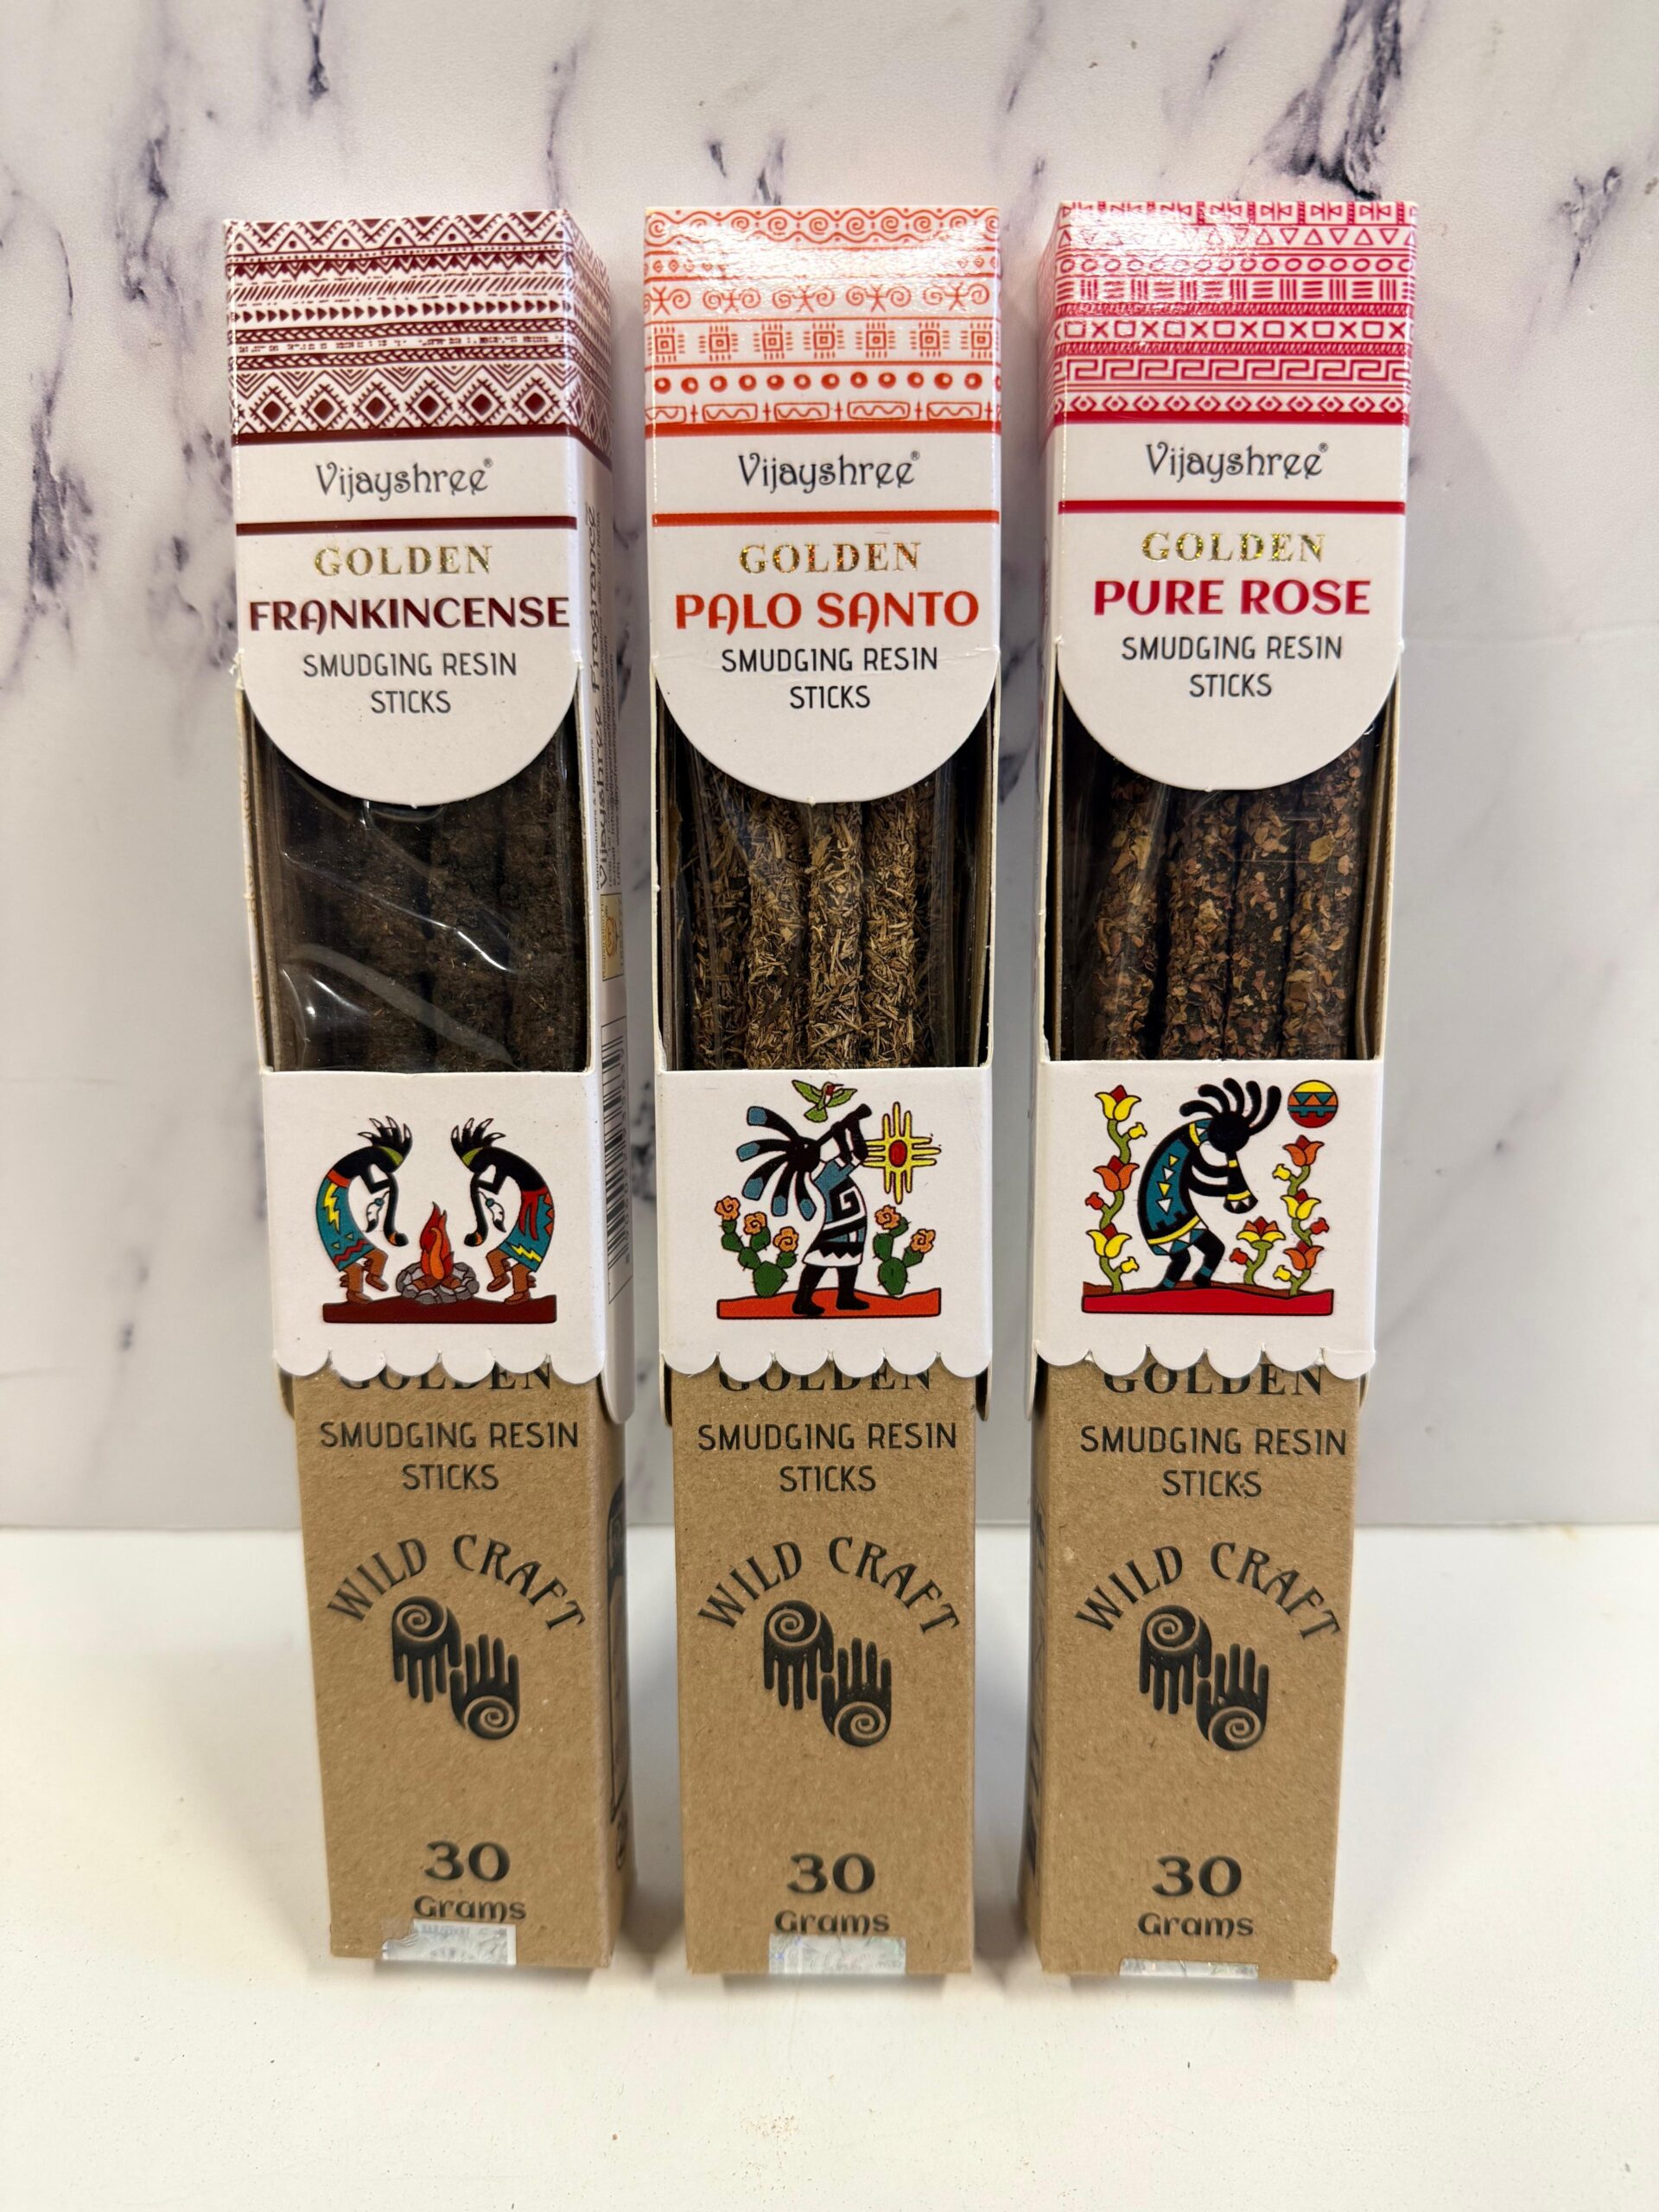 Vijayshree®
GOLDEN
FRANKINCENSE
SMUDGING RESIN
STICKS
GOLDEN
SMUDGING RESIN
STICKS
WILD CRAFT
30
Grams
Vijayshree Fragrance
Vijayshree®
GOLDEN
PALO SANTO
SMUDGING RESIN
STICKS
GOLDEN
SMUDGING RESIN
STICKS
WILD CRAFT
30
Grams
Vijayshree®
GOLDEN
PURE ROSE
SMUDGING RESIN
STICKS
GOLDEN
SMUDGING RESIN
STICKS
WILD CRAFT
30
Grams